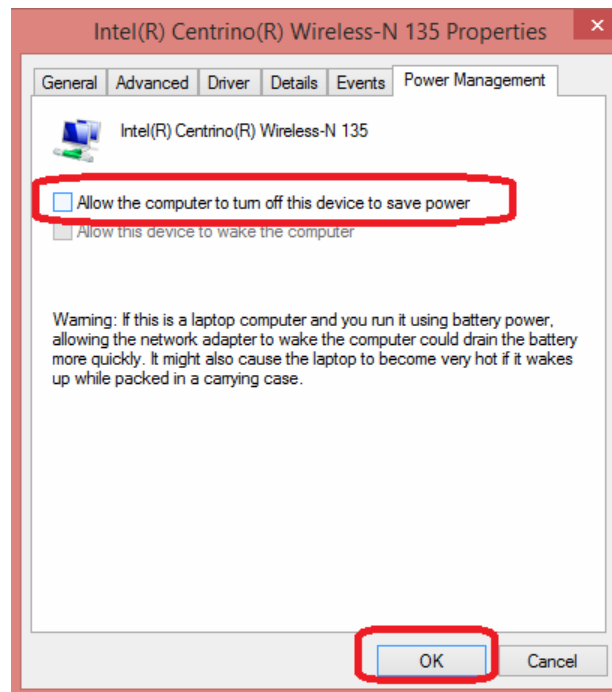 Intel(R) Centrino(R) Wireless-N 135 Properties
General Advanced Driver Details Events Power Management
Intel(R) Centrino(R) Wireless-N 135
Allow the computer to turn off this device to save power
Allow this device to wake the computer
Warning: If this is a laptop computer and you run it using battery power,
allowing the network adapter to wake the computer could drain the battery
more quickly. It might also cause the laptop to become very hot if it wakes
up while packed in a carrying case.
OK Cancel